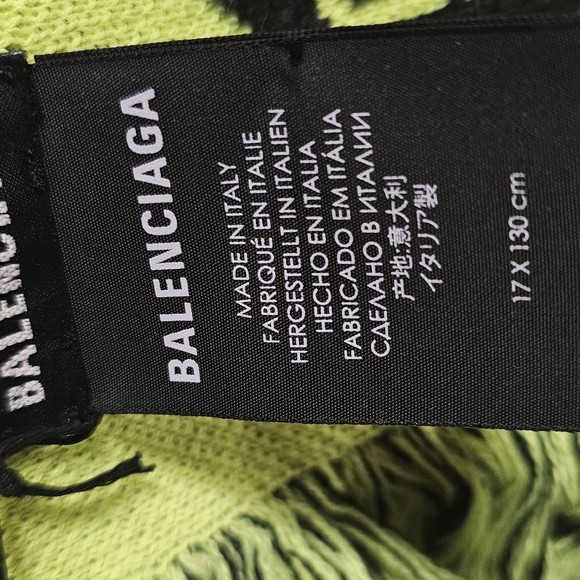 BALENCIAGA
BALENCIAGA
MADE IN ITALY
FABRIQUÉ EN ITALIE
HERGESTELLT IN ITALIEN
HECHO EN ITALIA
FABRICADO EM ITÁLIA
СДЕЛАНО В ИТАЛИИ
产地:意大利
イタリア製
17 X 130 cm